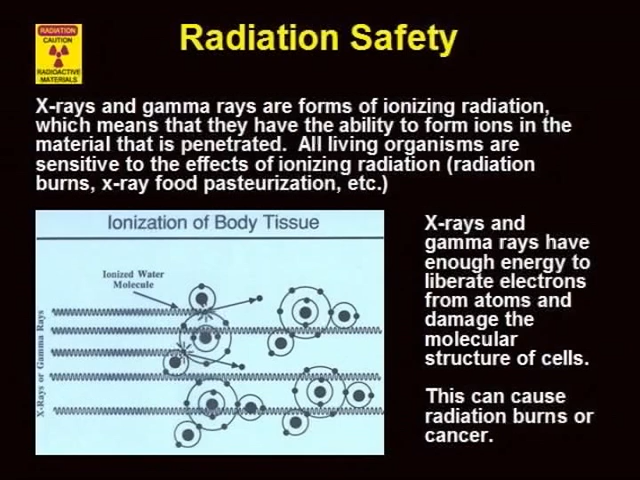 RADIATION
CAUTION
RADIOACTIVE
MATERIALS
Radiation Safety
X-rays and gamma rays are forms of ionizing radiation,
which means that they have the ability to form ions in the
material that is penetrated.  All living organisms are
sensitive to the effects of ionizing radiation (radiation
burns, x-ray food pasteurization, etc.)
Ionization of Body Tissue
Ionized Water
Molecule
X-Rays or Gamma Rays
X-rays and
gamma rays have
enough energy to
liberate electrons
from atoms and
damage the
molecular
structure of cells.
This can cause
radiation burns or
cancer.